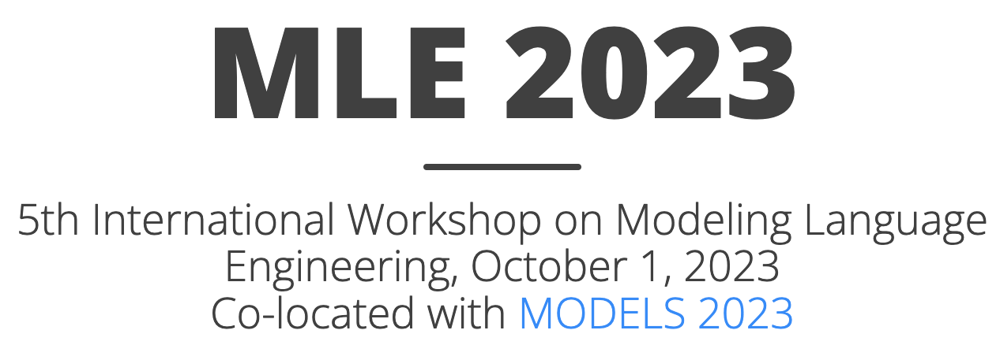 MLE 2023
5th International Workshop on Modeling Language
Engineering, October 1, 2023
Co-located with MODELS 2023